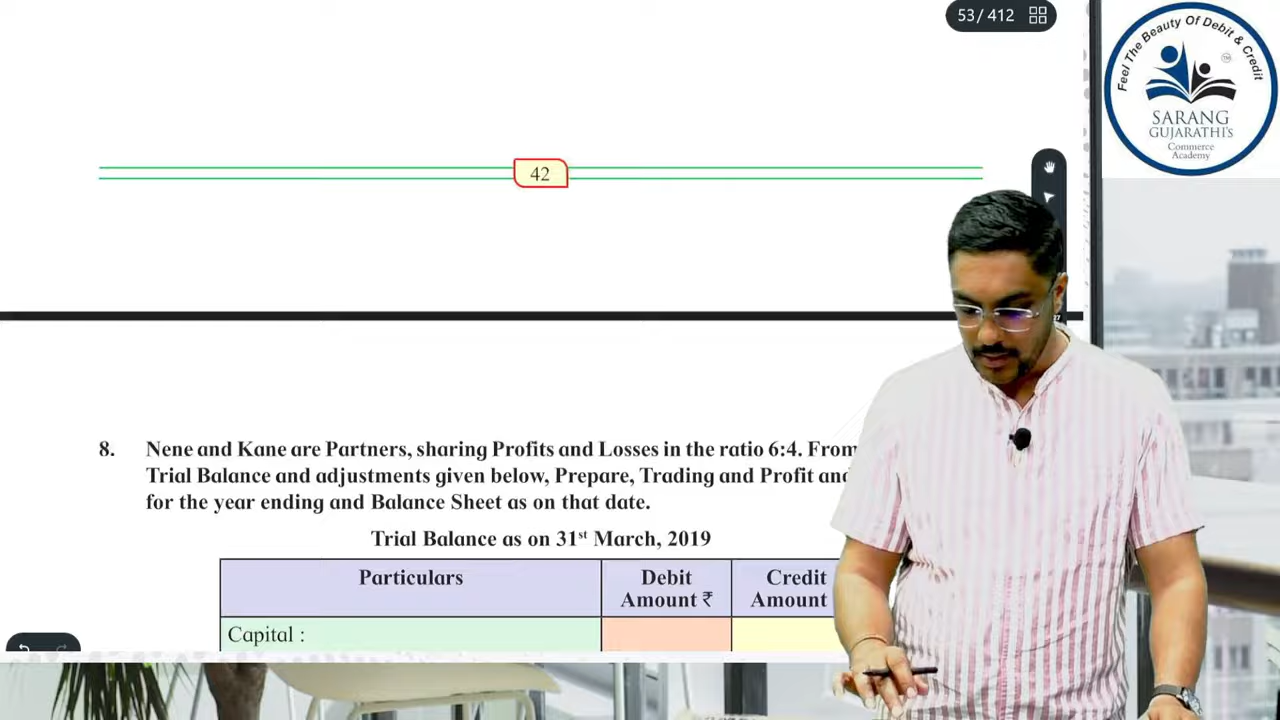 53/ 412
Feel The Beauty Of Debit & Credit
TM
SARANG
GUJARATHI'S
Commerce
Academy
42
8. Nene and Kane are Partners, sharing Profits and Losses in the ratio 6:4. From
Trial Balance and adjustments given below, Prepare, Trading and Profit and
for the year ending and Balance Sheet as on that date.
Trial Balance as on 31st March, 2019
Particulars
Debit
Amount ₹
Credit
Amount
Capital :